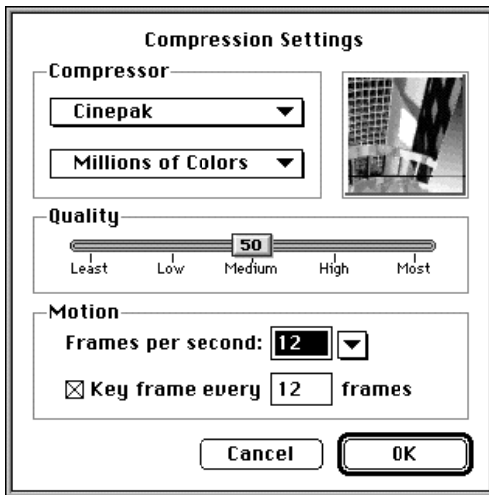 Compression Settings
Compressor
Cinepak
Millions of Colors
Quality
50
Least Low Medium High Most
Motion
Frames per second: 12
Key frame every 12 frames
Cancel OK